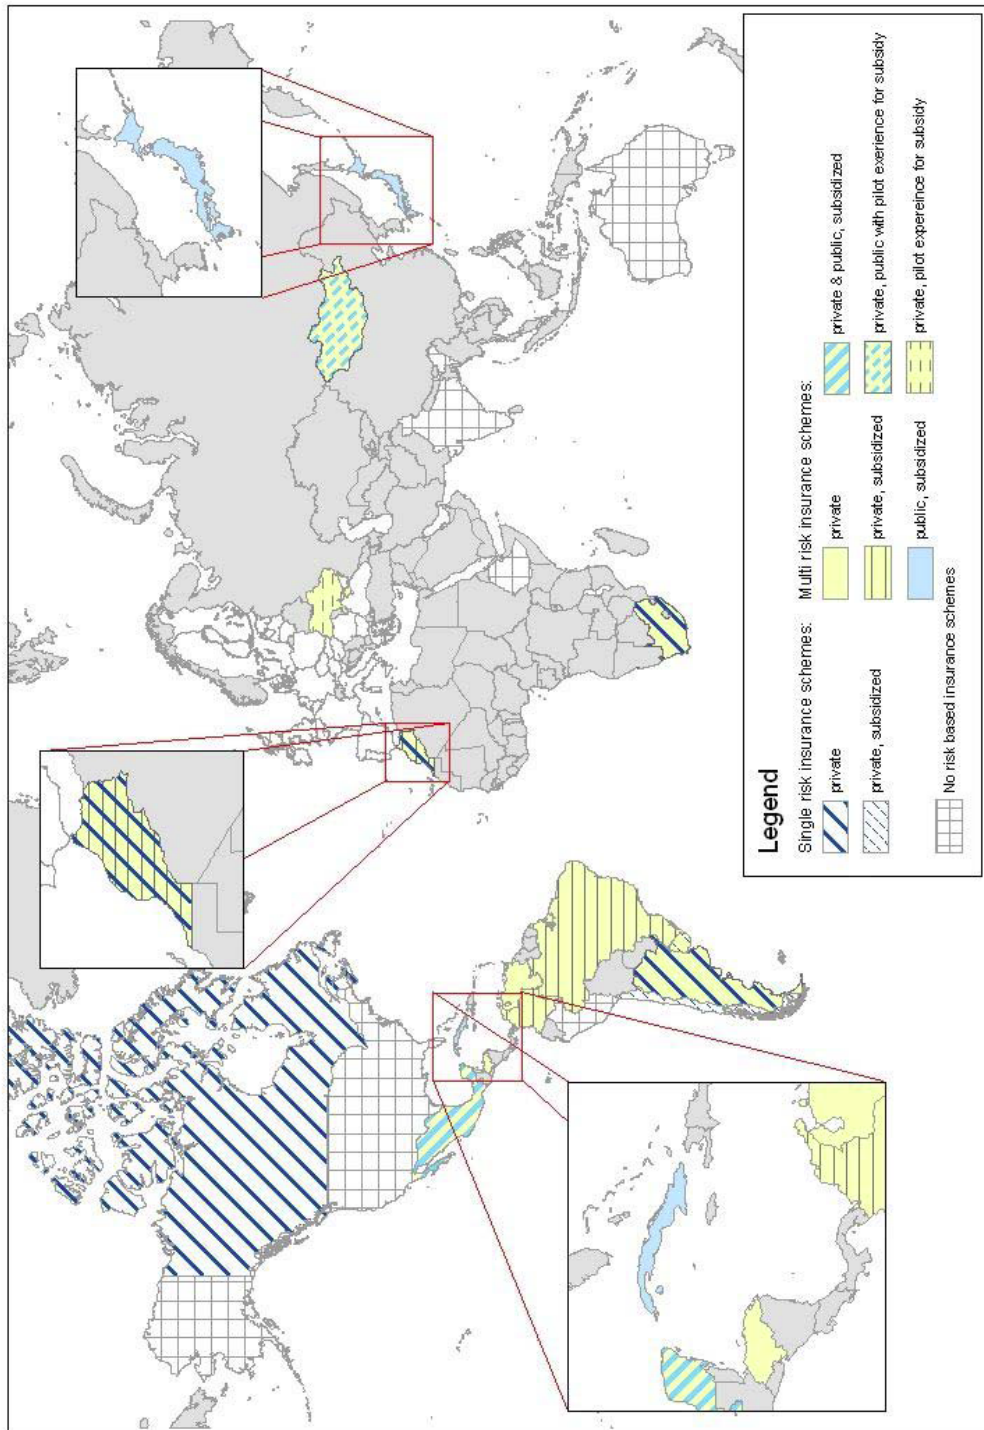 Legend
Single risk insurance schemes:
private
private, subsidized
Multi risk insurance schemes:
private
private, subsidized
public, subsidized
private & public, subsidized
private, public with pilot exerience for subsidy
private, pilot expereince for subsidy
No risk based insurance schemes